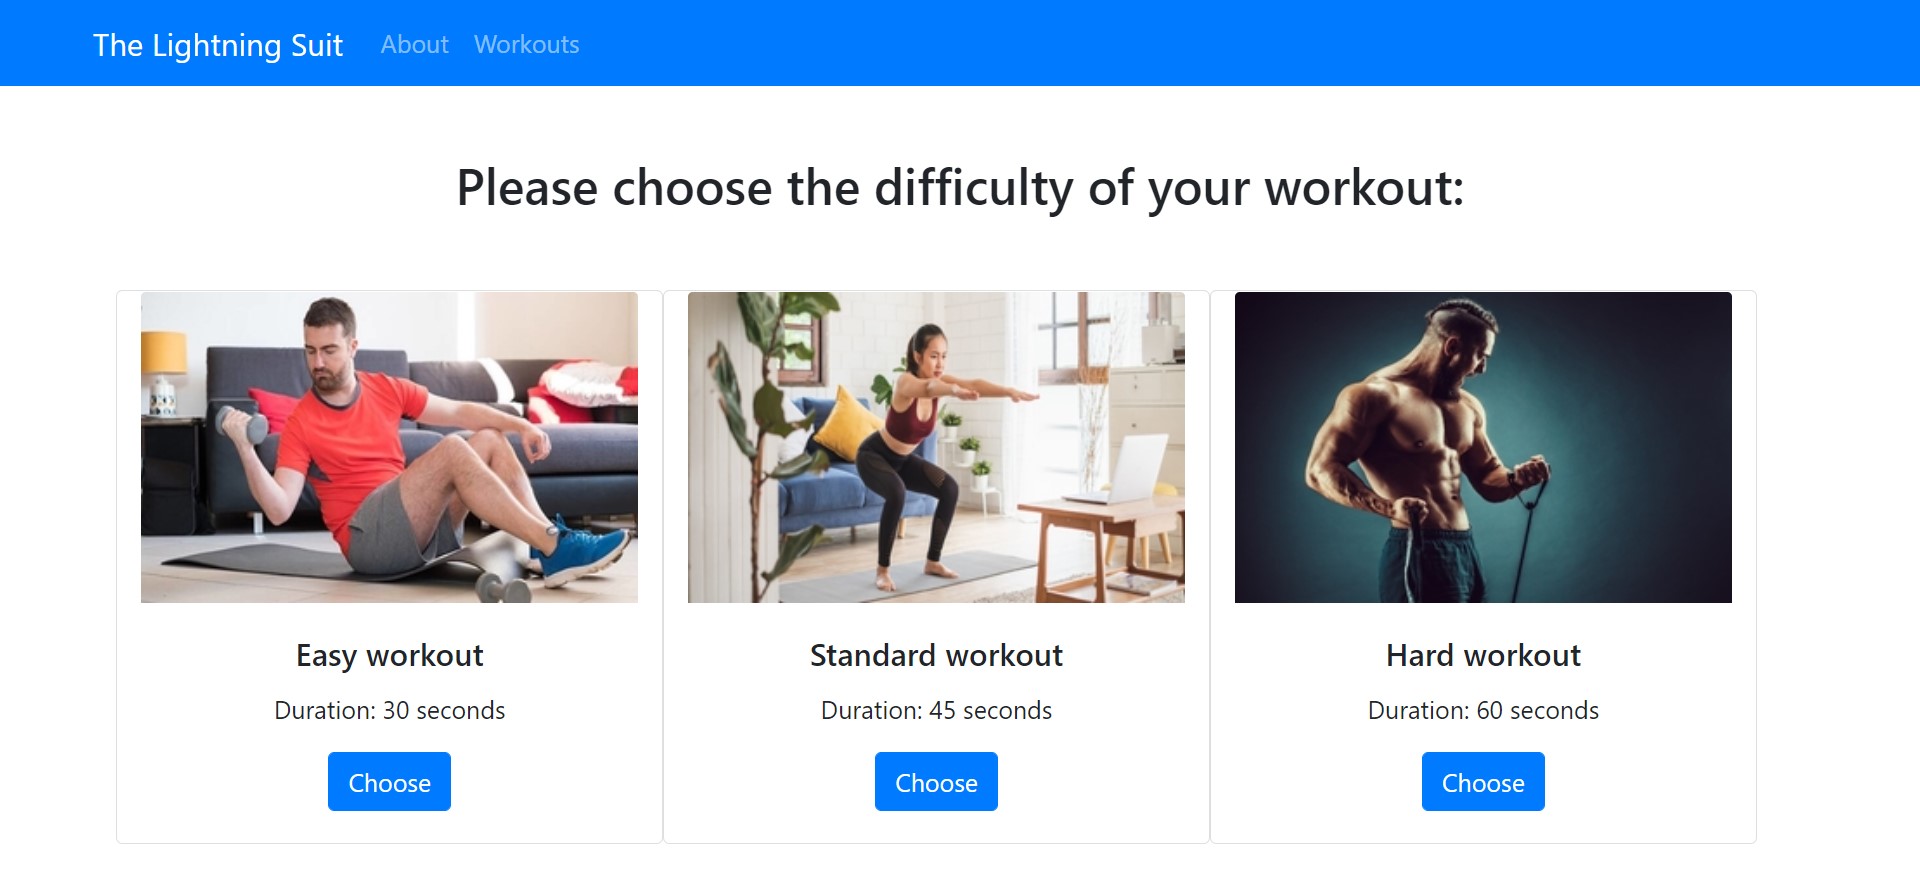 The Lightning Suit About Workouts
Please choose the difficulty of your workout:
Easy workout
Duration: 30 seconds
Choose
Standard workout
Duration: 45 seconds
Choose
Hard workout
Duration: 60 seconds
Choose